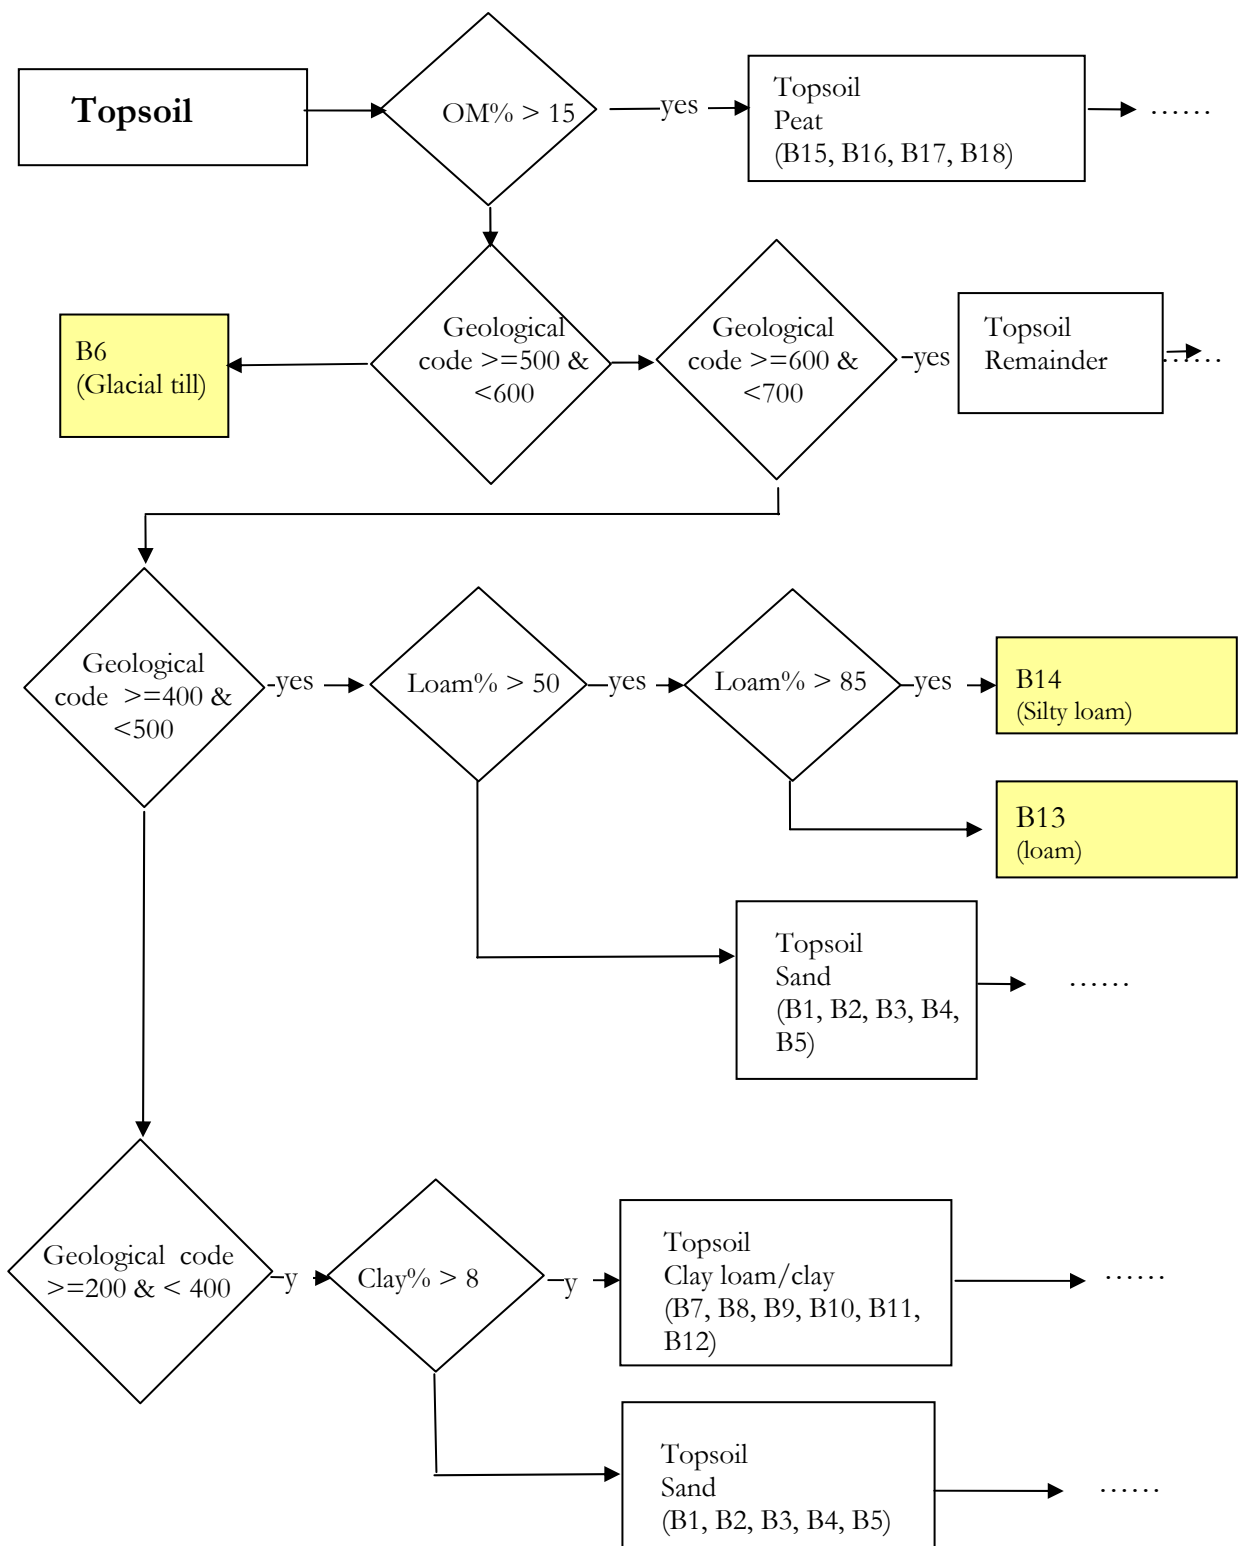 Topsoil
OM% > 15
yes
Topsoil
Peat
(B15, B16, B17, B18)
……
B6
(Glacial till)
Geological
code >=500 &
<600
Geological
code >=600 &
<700
yes
Topsoil
Remainder
……
Geological
code >=400 &
<500
yes
Loam% > 50
yes
Loam% > 85
yes
B14
(Silty loam)
B13
(loam)
Topsoil
Sand
(B1, B2, B3, B4,
B5)
……
Geological code
>=200 & < 400
y
Clay% > 8
y
Topsoil
Clay loam/clay
(B7, B8, B9, B10, B11,
B12)
……
Topsoil
Sand
(B1, B2, B3, B4, B5)
……